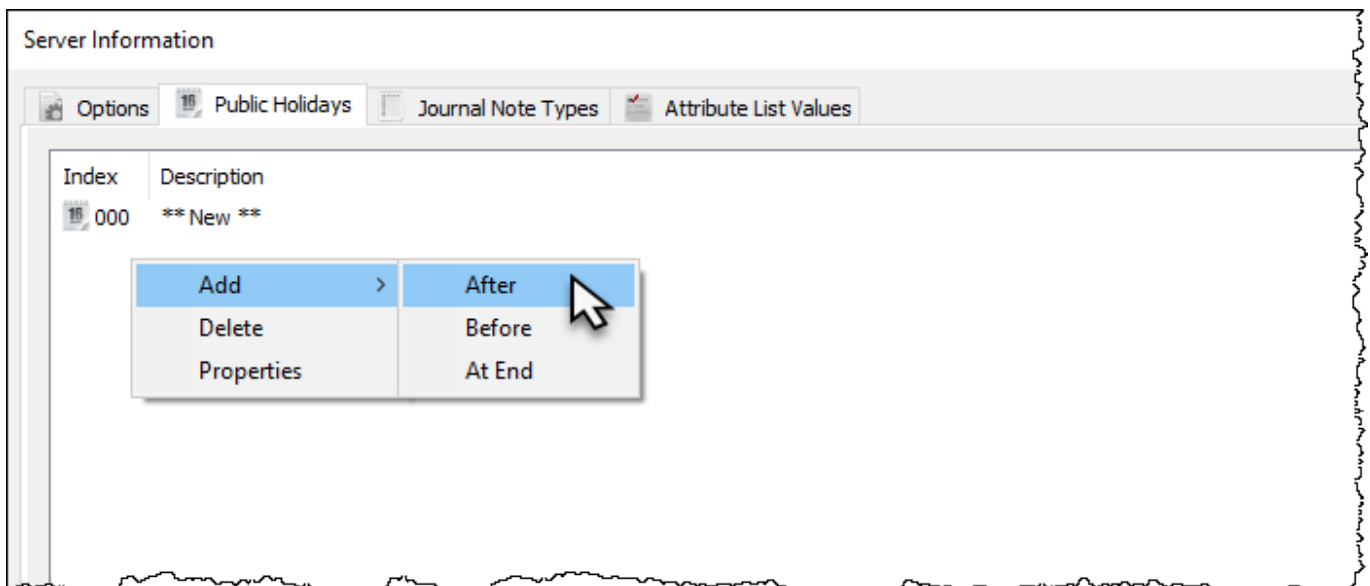 Server Information
Options Public Holidays Journal Note Types Attribute List Values
Index Description
16 000 ** New **
Add > After
Delete Before
Properties At End